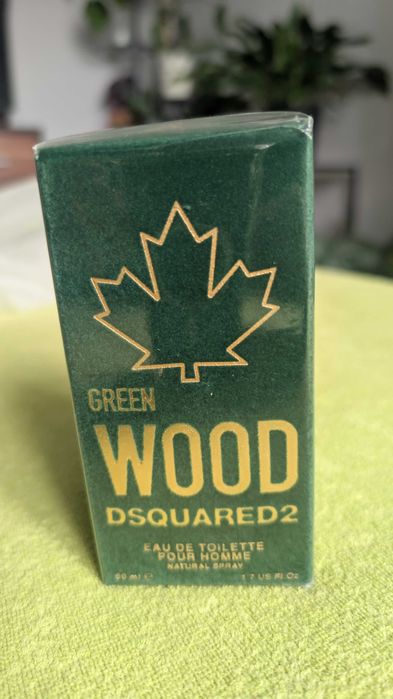 GREEN
WOOD
DSQUARED2
EAU DE TOILETTE
POUR HOMME
NATURAL SPRAY
50 ml e 1.7 US Fl.Oz